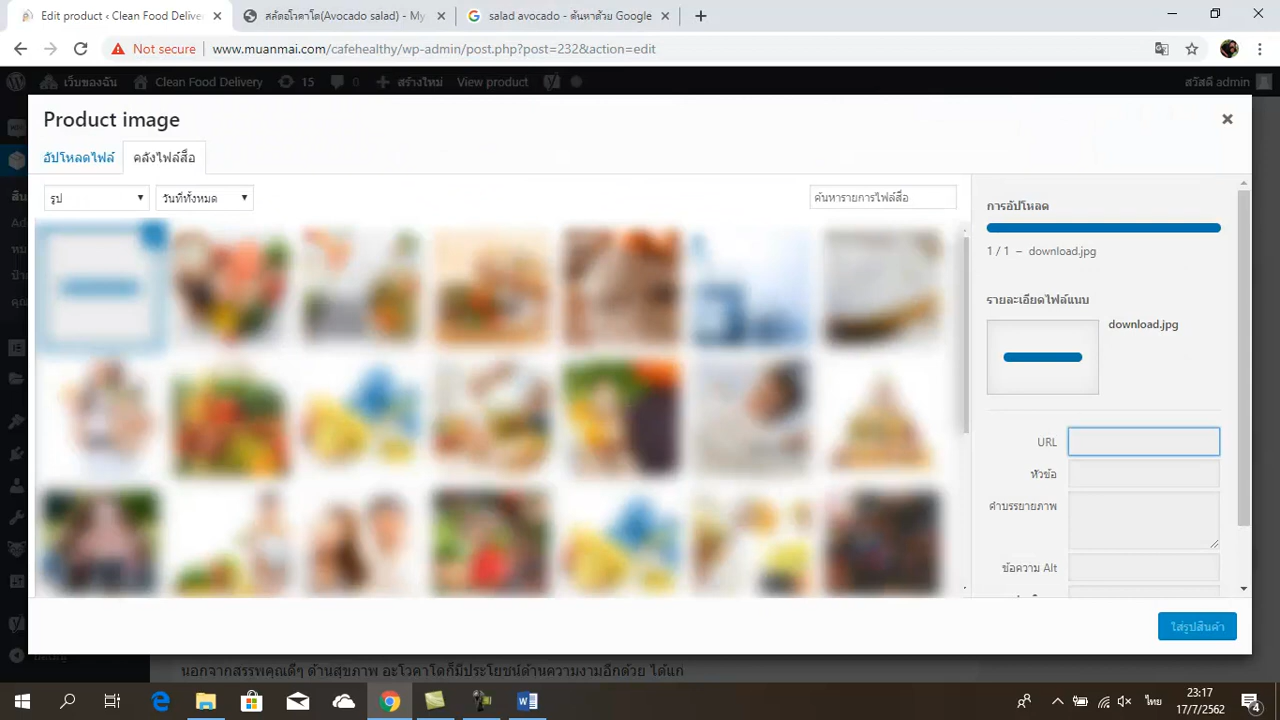 Edit product ‹ Clean Food Delive
สลัดอโวคาโด(Avocado salad) - My
salad avocado - ค้นหาด้วย Google
Not secure
www.muanmai.com/cafehealthy/wp-admin/post.php?post=232&action=edit
เว็บของฉัน
Clean Food Delivery
15
0
สร้างใหม่
View product
สวัสดี admin
Product image
อัปโหลดไฟล์
คลังไฟล์สื่อ
รูป
วันที่ทั้งหมด
ค้นหารายการไฟล์สื่อ
การอัปโหลด
1 / 1 – download.jpg
รายละเอียดไฟล์แนบ
download.jpg
URL
หัวข้อ
คำบรรยายภาพ
ข้อความ Alt
ใส่รูปสินค้า
นอกจากสรรพคุณดีๆ ด้านสุขภาพ อะโวคาโดก็มีประโยชน์ด้านความงามอีกด้วย ได้แก่
ไทย
23:17
17/7/2562
4